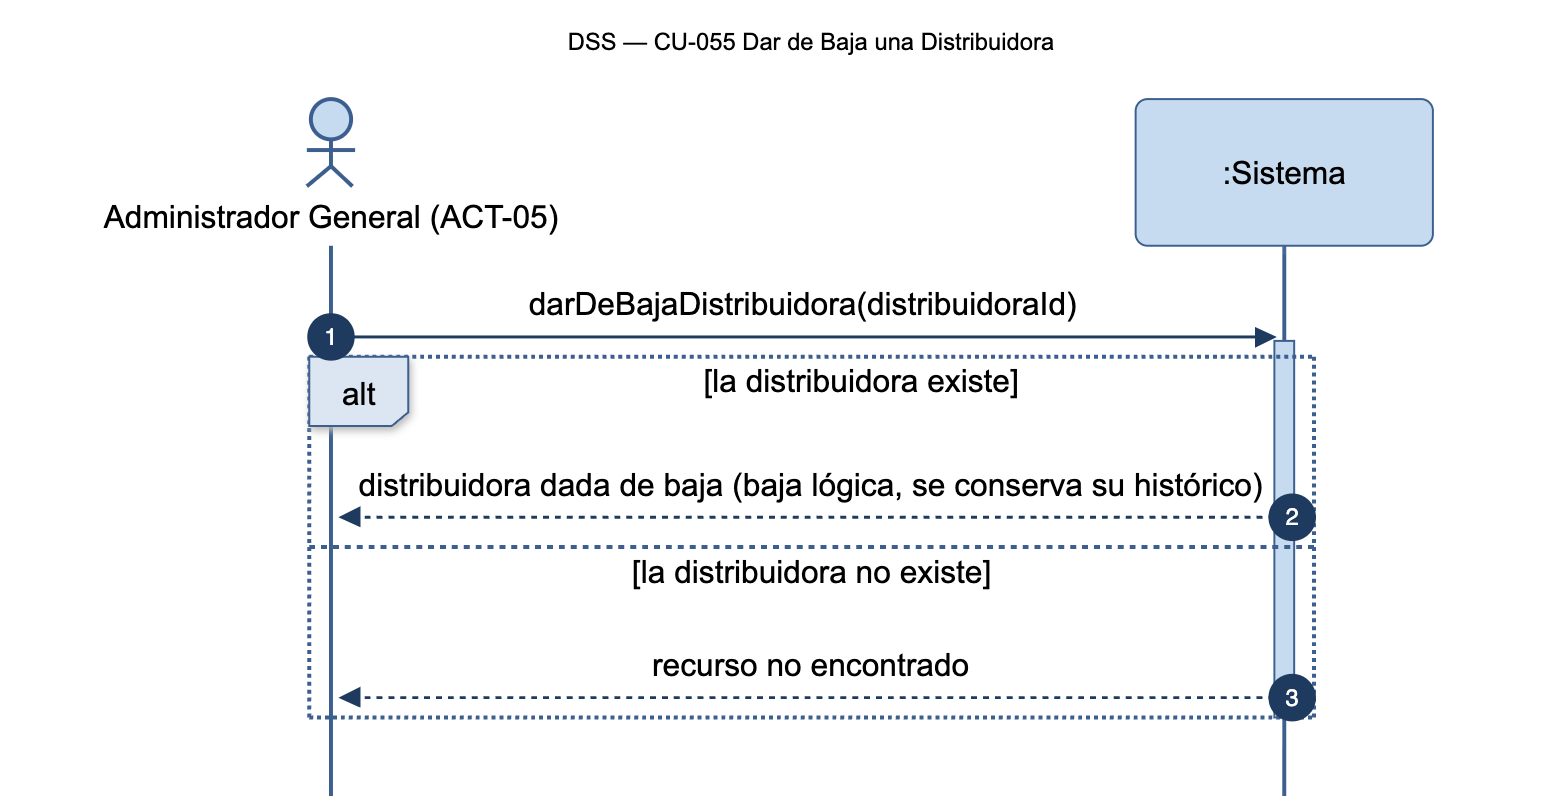 DSS — CU-055 Dar de Baja una Distribuidora
Administrador General (ACT-05)
:Sistema
darDeBajaDistribuidora(distribuidoraId)
1
alt
[la distribuidora existe]
distribuidora dada de baja (baja lógica, se conserva su histórico)
2
[la distribuidora no existe]
recurso no encontrado
3